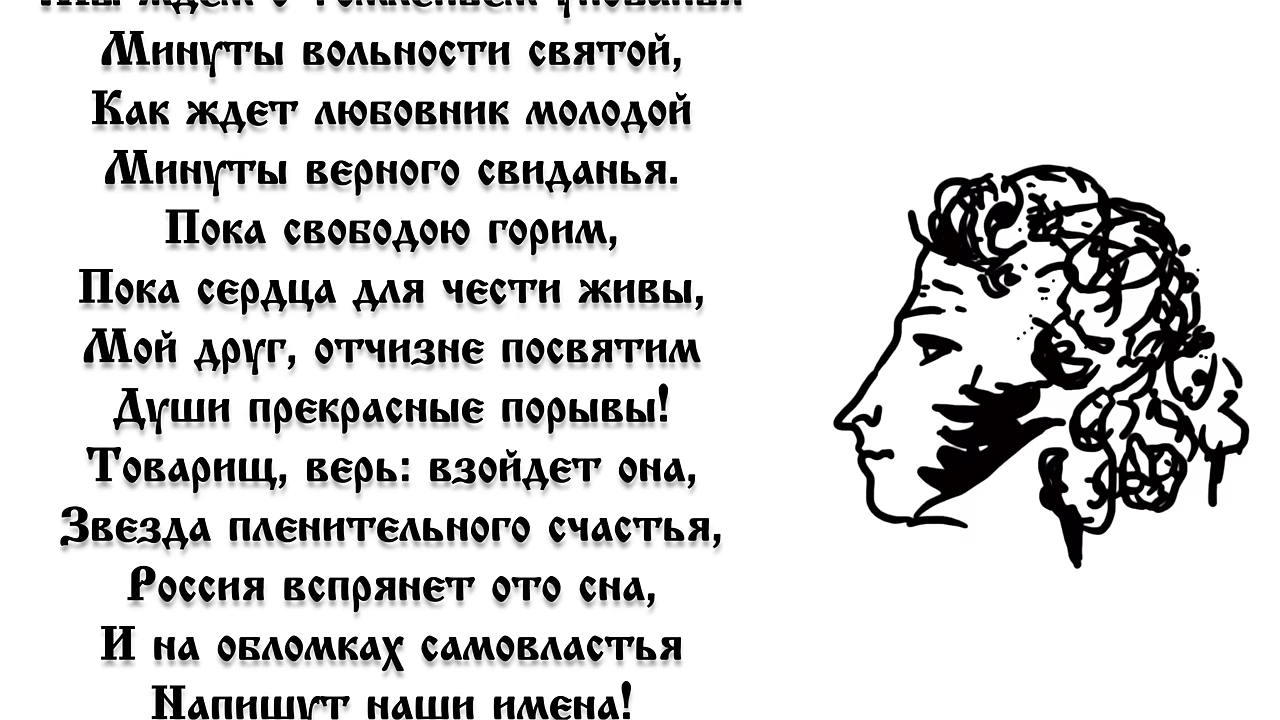 Минуты вольности святой,
Как ждет любовник молодой
Минуты верного свиданья.
Пока свободою горим,
Пока сердца для чести живы,
Мой друг, отчизне посвятим
Души прекрасные порывы!
Товарищ, верь: взойдет она,
Звезда пленительного счастья,
Россия вспрянет ото сна,
И на обломках самовластья
Напишут наши имена!